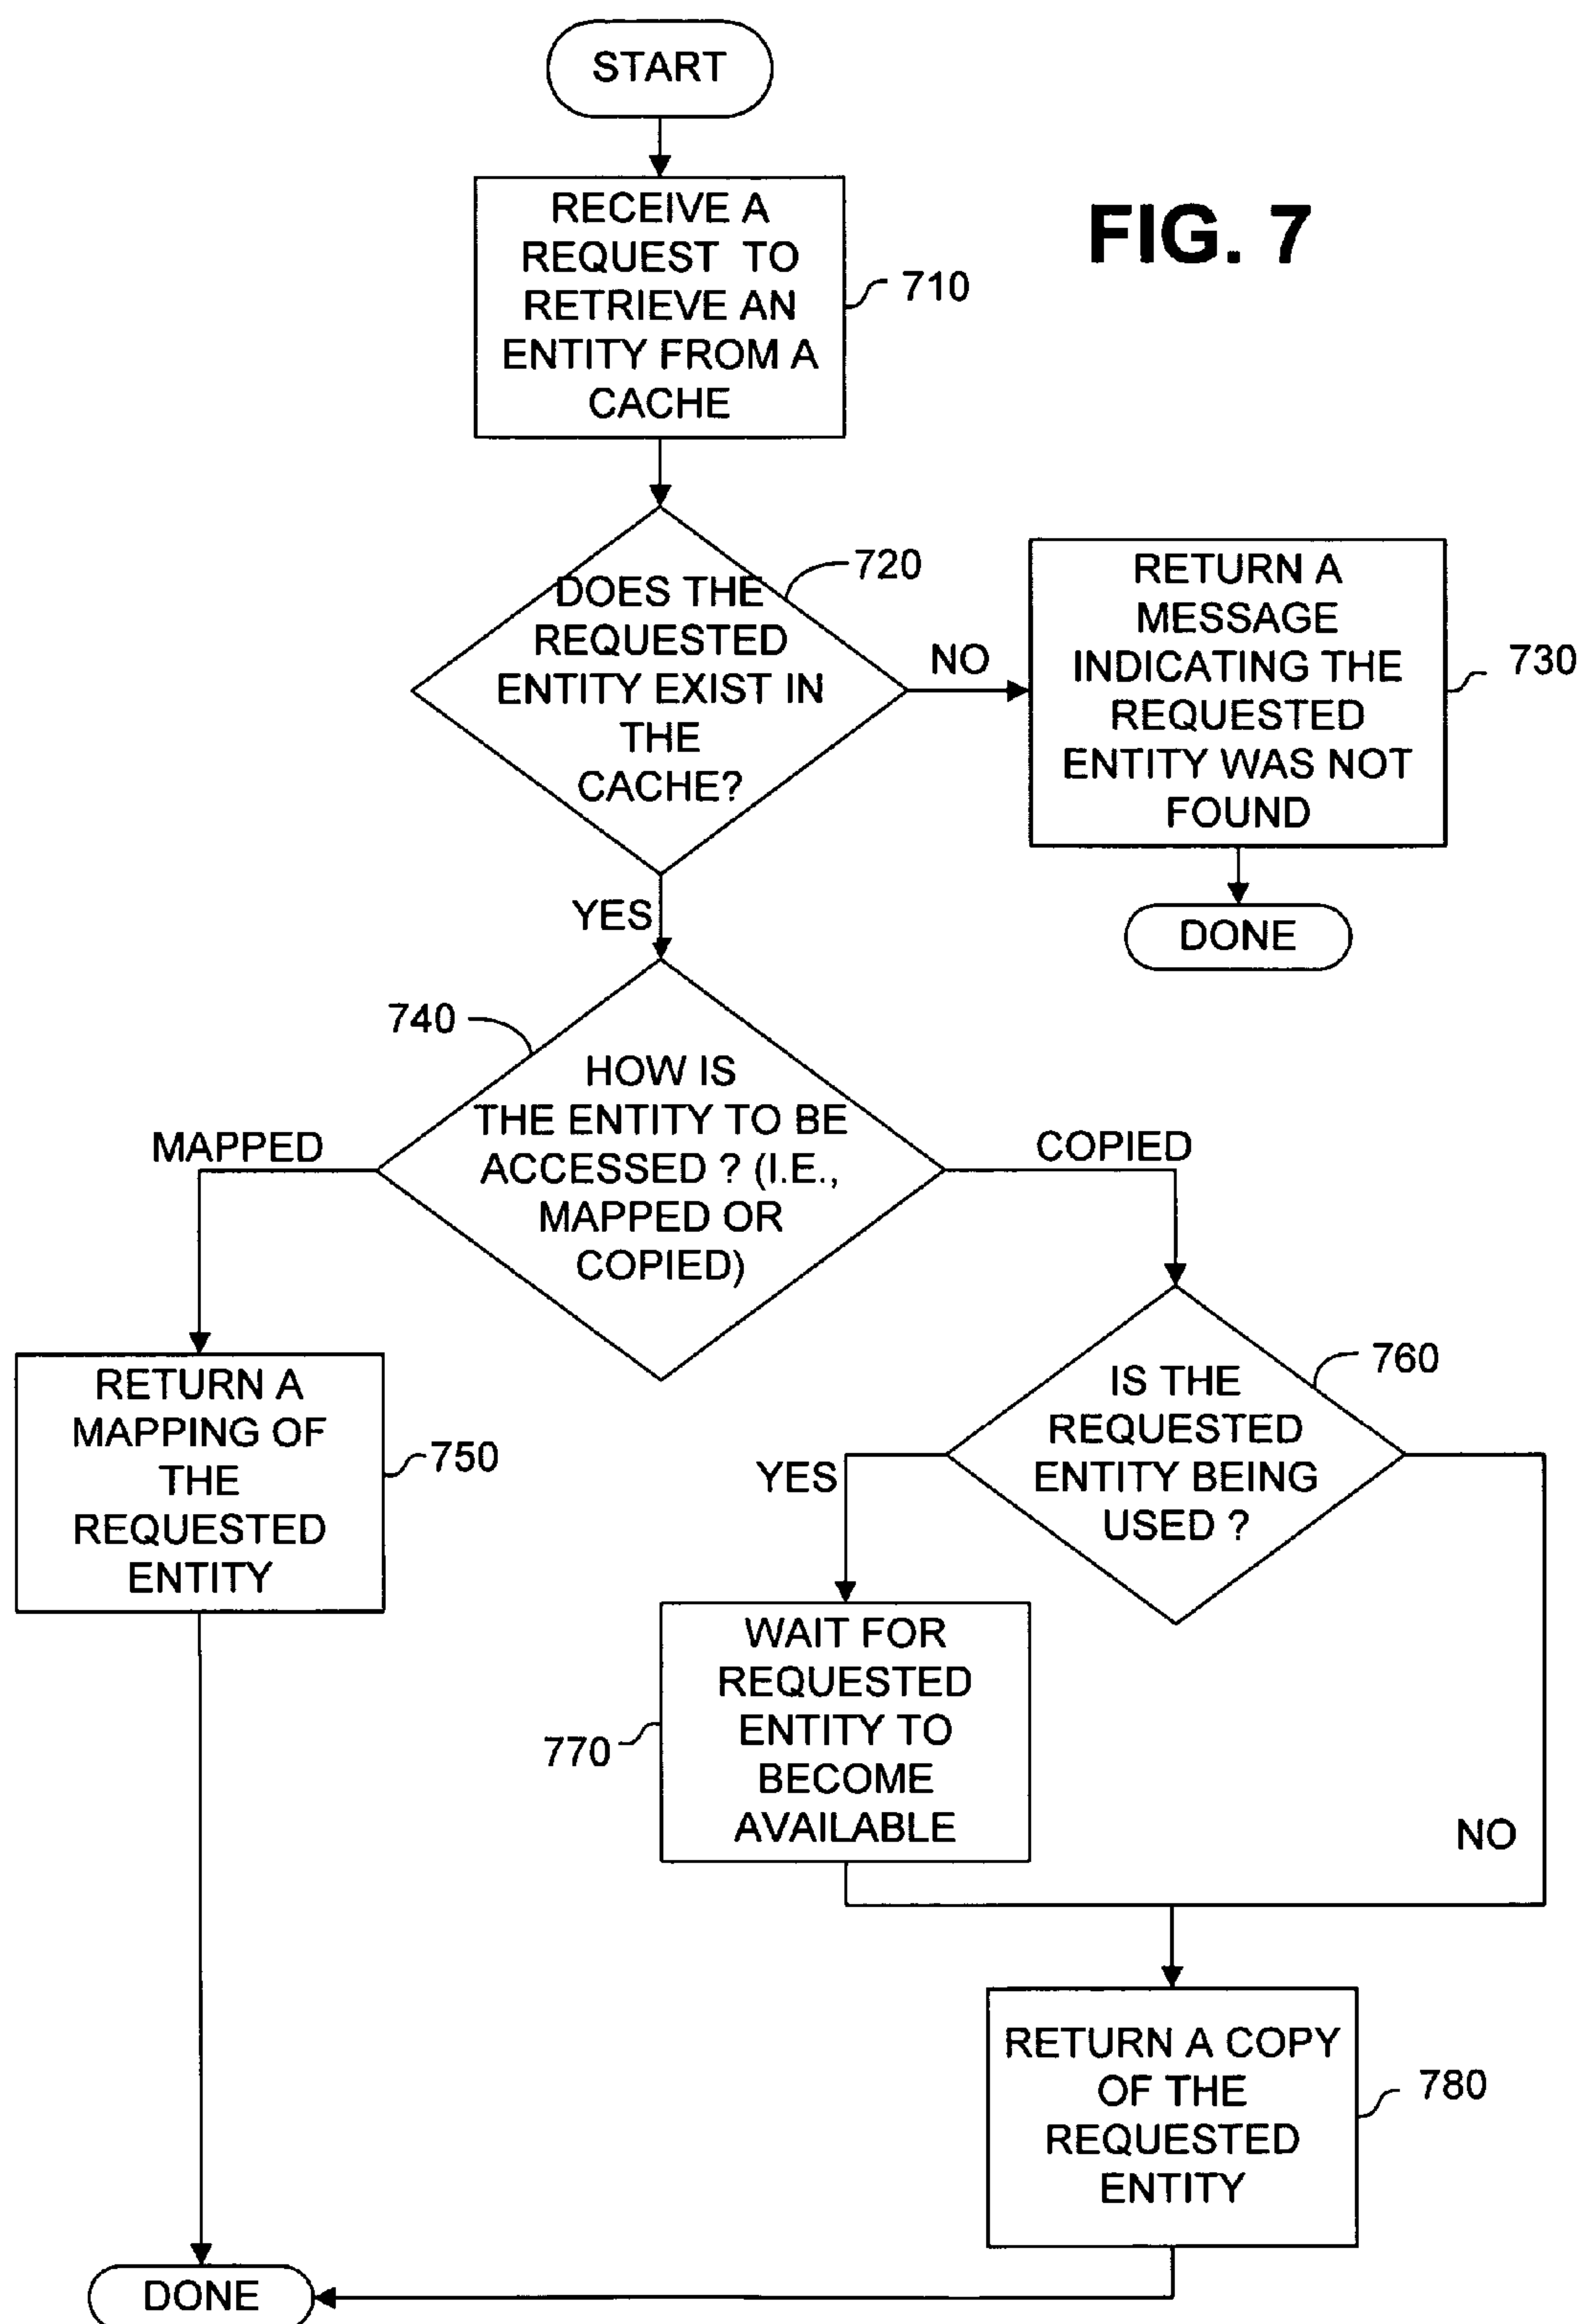 START
FIG. 7
RECEIVE A
REQUEST TO
RETRIEVE AN
ENTITY FROM A
CACHE
710
DOES THE
REQUESTED
ENTITY EXIST IN
THE
CACHE?
720
NO
RETURN A
MESSAGE
INDICATING THE
REQUESTED
ENTITY WAS NOT
FOUND
730
DONE
YES
740
HOW IS
THE ENTITY TO BE
ACCESSED ? (I.E.,
MAPPED OR
COPIED)
MAPPED
COPIED
RETURN A
MAPPING OF
THE
REQUESTED
ENTITY
750
IS THE
REQUESTED
ENTITY BEING
USED ?
760
YES
WAIT FOR
REQUESTED
ENTITY TO
BECOME
AVAILABLE
770
NO
RETURN A COPY
OF THE
REQUESTED
ENTITY
780
DONE